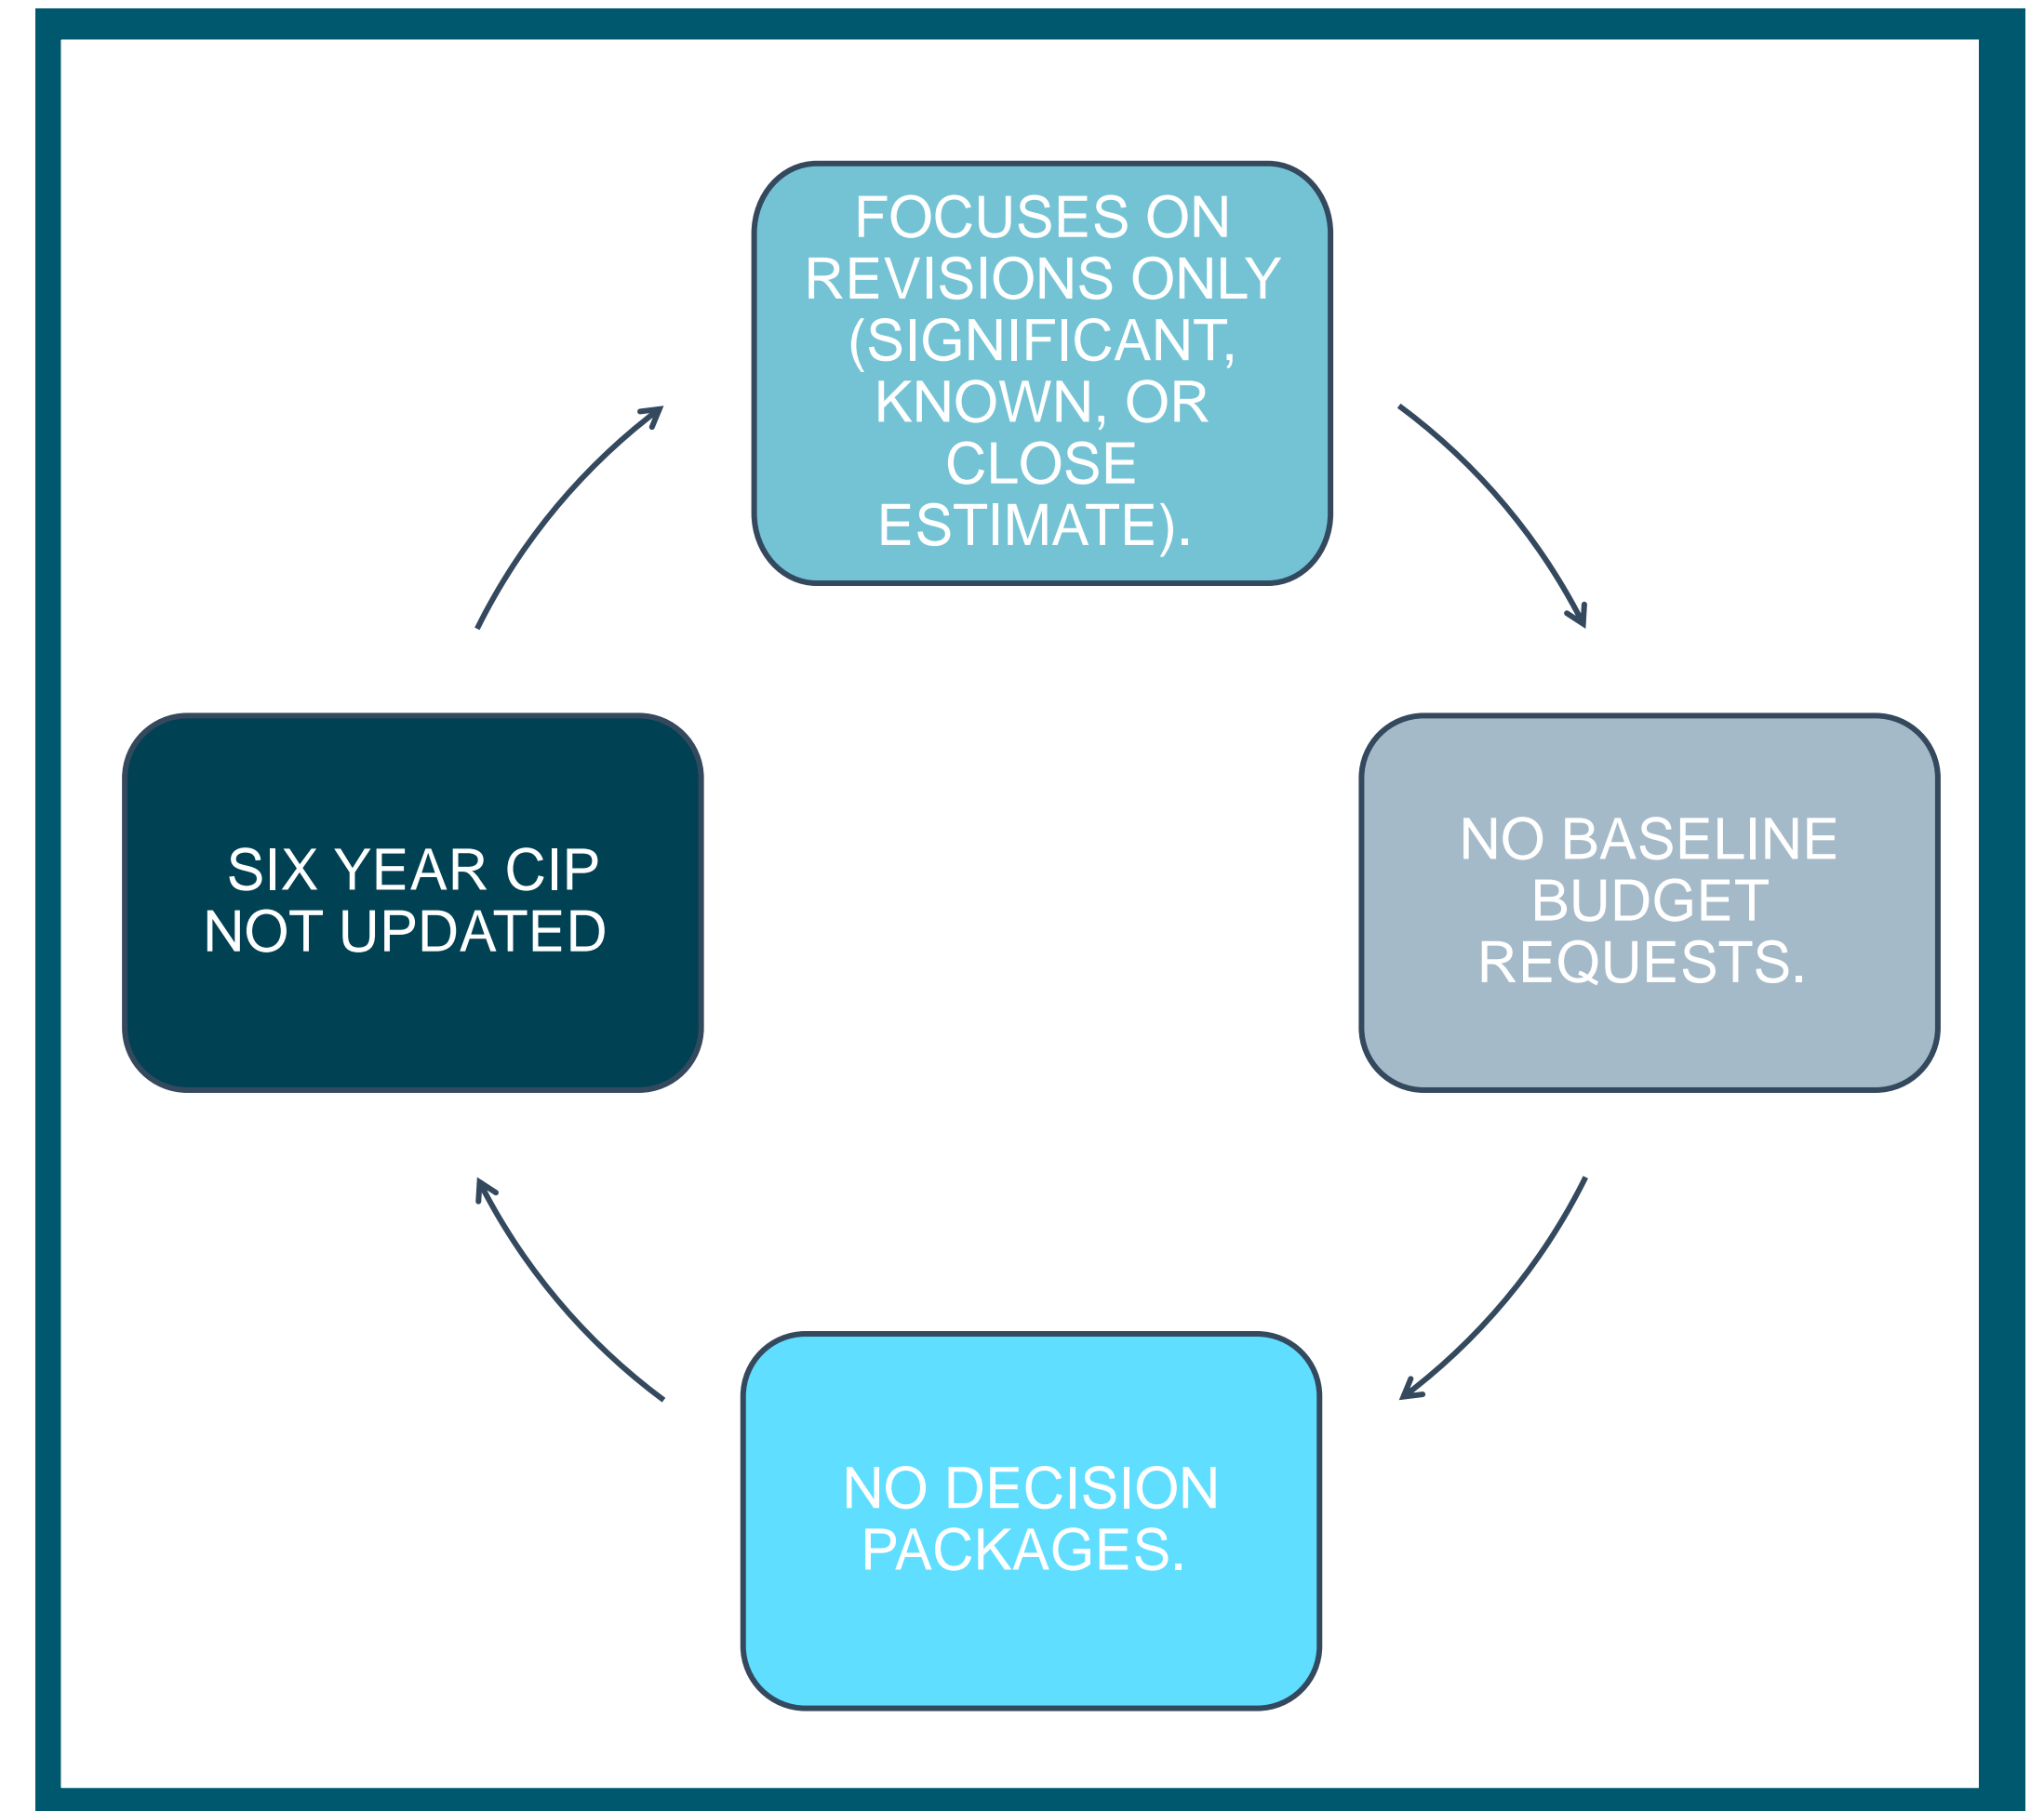 FOCUSES ON
REVISIONS ONLY
(SIGNIFICANT,
KNOWN, OR
CLOSE
ESTIMATE).
NO BASELINE
BUDGET
REQUESTS.
NO DECISION
PACKAGES.
SIX YEAR CIP
NOT UPDATED